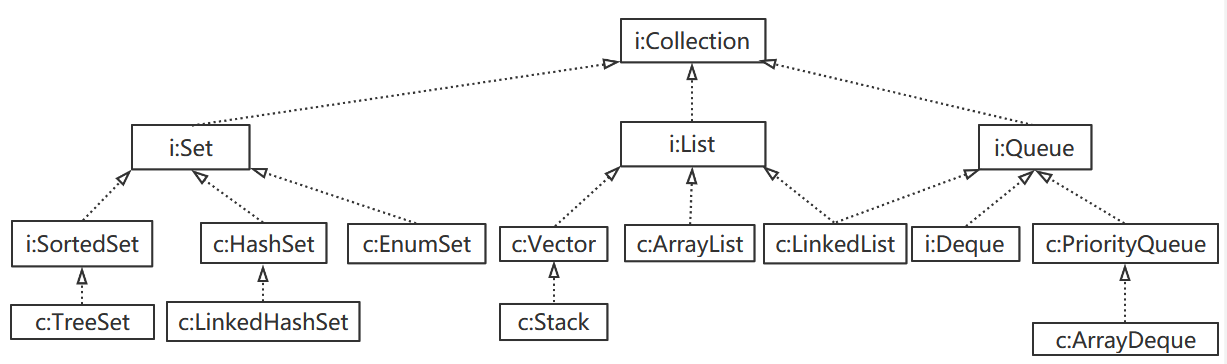 i:Collection
i:Set
i:List
i:Queue
i:SortedSet
c:HashSet
c:EnumSet
c:Vector
c:ArrayList
c:LinkedList
i:Deque
c:PriorityQueue
c:TreeSet
c:LinkedHashSet
c:Stack
c:ArrayDeque